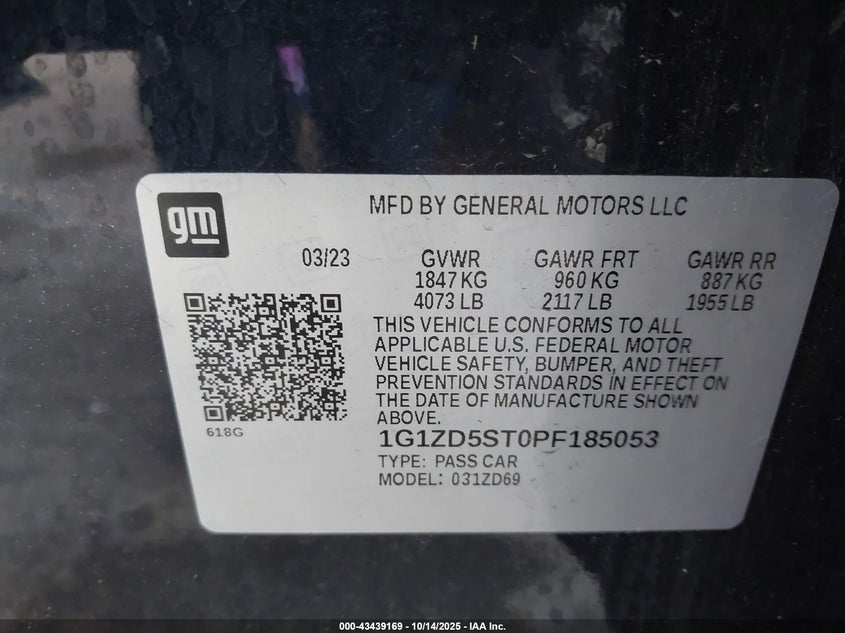 gm
MFD BY GENERAL MOTORS LLC
03/23 GVWR GAWR FRT GAWR RR
1847 KG 960 KG 887 KG
4073 LB 2117 LB 1955 LB
THIS VEHICLE CONFORMS TO ALL
APPLICABLE U.S. FEDERAL MOTOR
VEHICLE SAFETY, BUMPER, AND THEFT
PREVENTION STANDARDS IN EFFECT ON
THE DATE OF MANUFACTURE SHOWN
ABOVE.
618G
1G1ZD5ST0PF185053
TYPE: PASS CAR
MODEL: 031ZD69
000-43439169 - 10/14/2025 - IAA Inc.